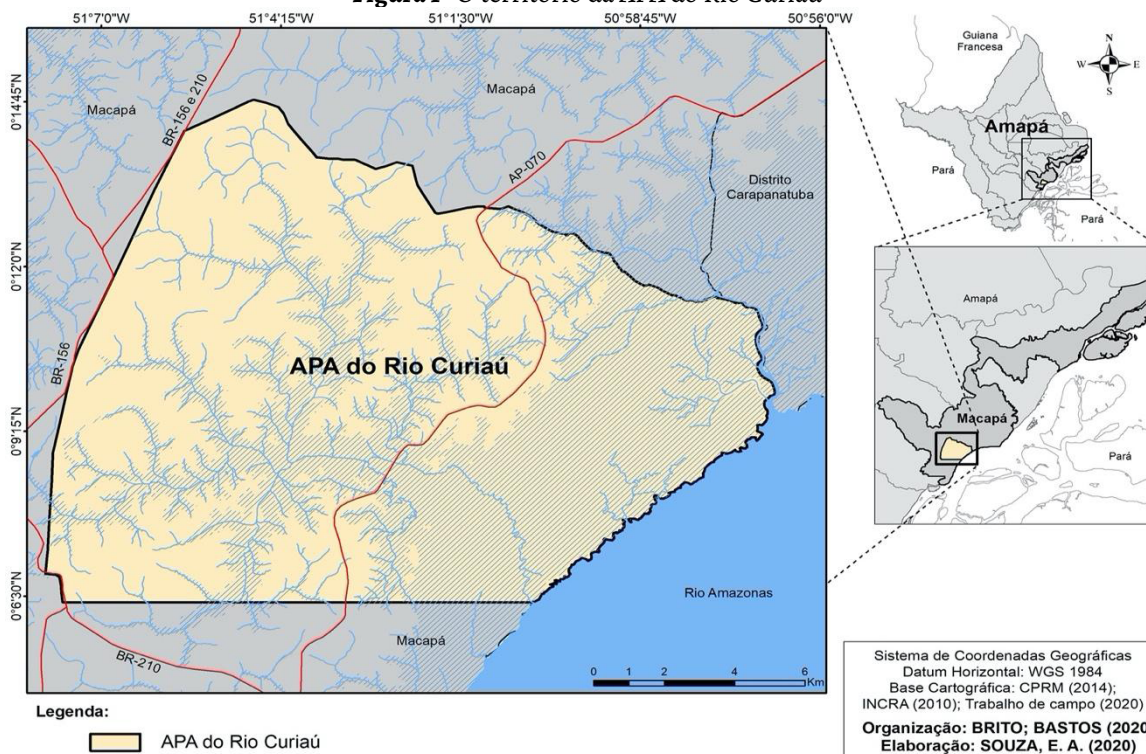 Figura 1- O território da APA do Rio Curiaú
51°7'0"W
51°4'15"W
51°1'30"W
50°58'45"W
50°56'0"W
0°14'45"N
0°12'0"N
0°9'15"N
0°6'30"N
Macapá
BR-156 e 210
Macapá
AP-070
Distrito
Carapanatuba
BR-156
APA do Rio Curiaú
Rio Amazonas
Macapá
BR-210
0 1 2 4 6
Km
Guiana
Francesa
N
W E
S
Amapá
Pará
Pará
Amapá
Macapá
Pará
Legenda:
APA do Rio Curiaú
Sistema de Coordenadas Geográficas
Datum Horizontal: WGS 1984
Base Cartográfica: CPRM (2014);
INCRA (2010); Trabalho de campo (2020)
Organização: BRITO; BASTOS (2020
Elaboração: SOUZA, E. A. (2020)